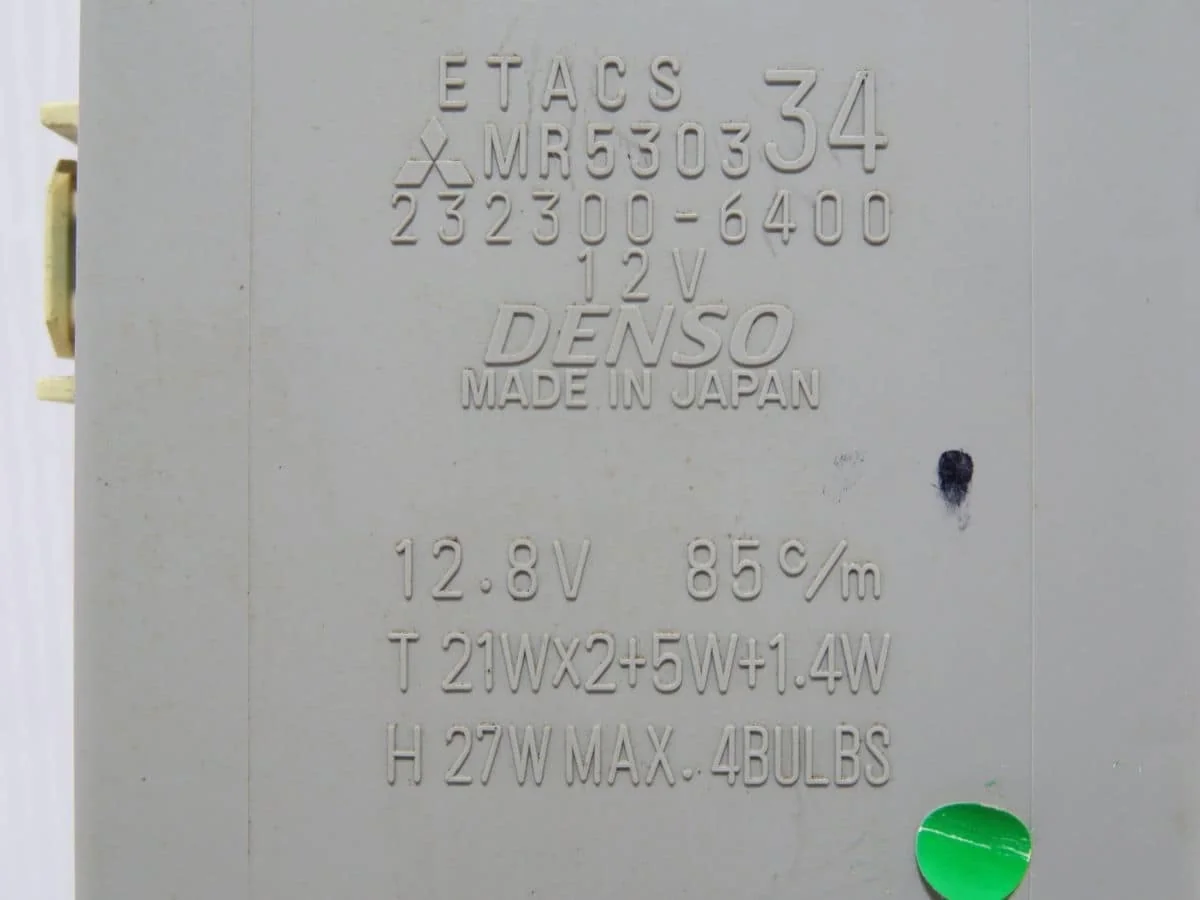 ETACS
MR530334
232300-6400
12V
DENSO
MADE IN JAPAN
12.8V 85c/m
T 21W×2+5W+1.4W
H 27W MAX. 4BULBS